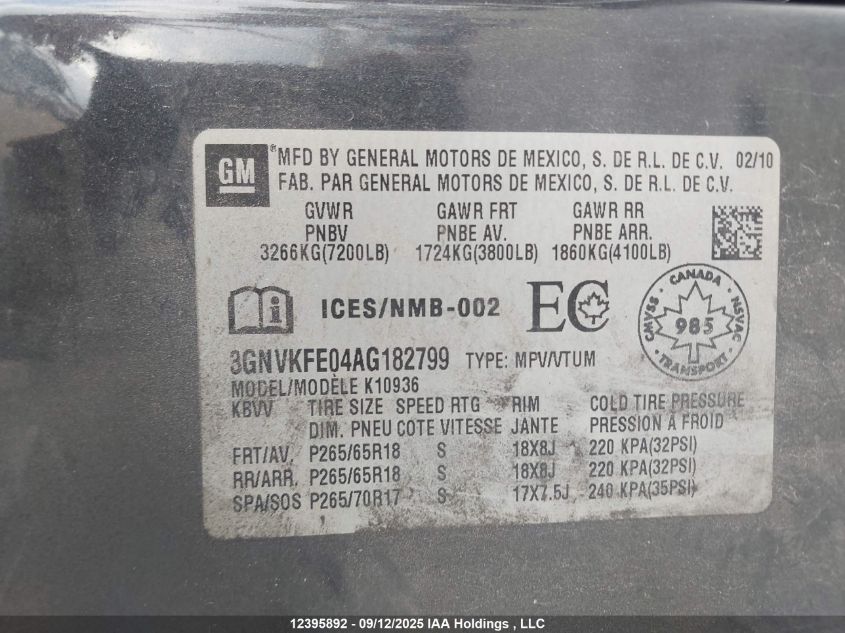 GM
® MFD BY GENERAL MOTORS DE MEXICO, S. DE R.L. DE C.V. 02/10
FAB. PAR GENERAL MOTORS DE MEXICO, S. DE R.L. DE C.V.
GVWR GAWR FRT GAWR RR
PNBV PNBE AV. PNBE ARR.
3266KG(7200LB) 1724KG(3800LB) 1860KG(4100LB)
i ICES/NMB-002 EC
CANADA
CMVSS 985 NSVAC
TRANSPORT
3GNVKFE04AG182799 TYPE: MPV/VTUM
MODEL/MODÈLE K10936
KBVV TIRE SIZE SPEED RTG RIM COLD TIRE PRESSURE
DIM. PNEU COTE VITESSE JANTE PRESSION A FROID
FRT/AV. P265/65R18 S 18X8J 220 KPA(32PSI)
RR/ARR. P265/65R18 S 18X8J 220 KPA(32PSI)
SPA/SOS P265/70R17 S 17X7.5J 240 KPA(35PSI)
12395892 - 09/12/2025 IAA Holdings , LLC